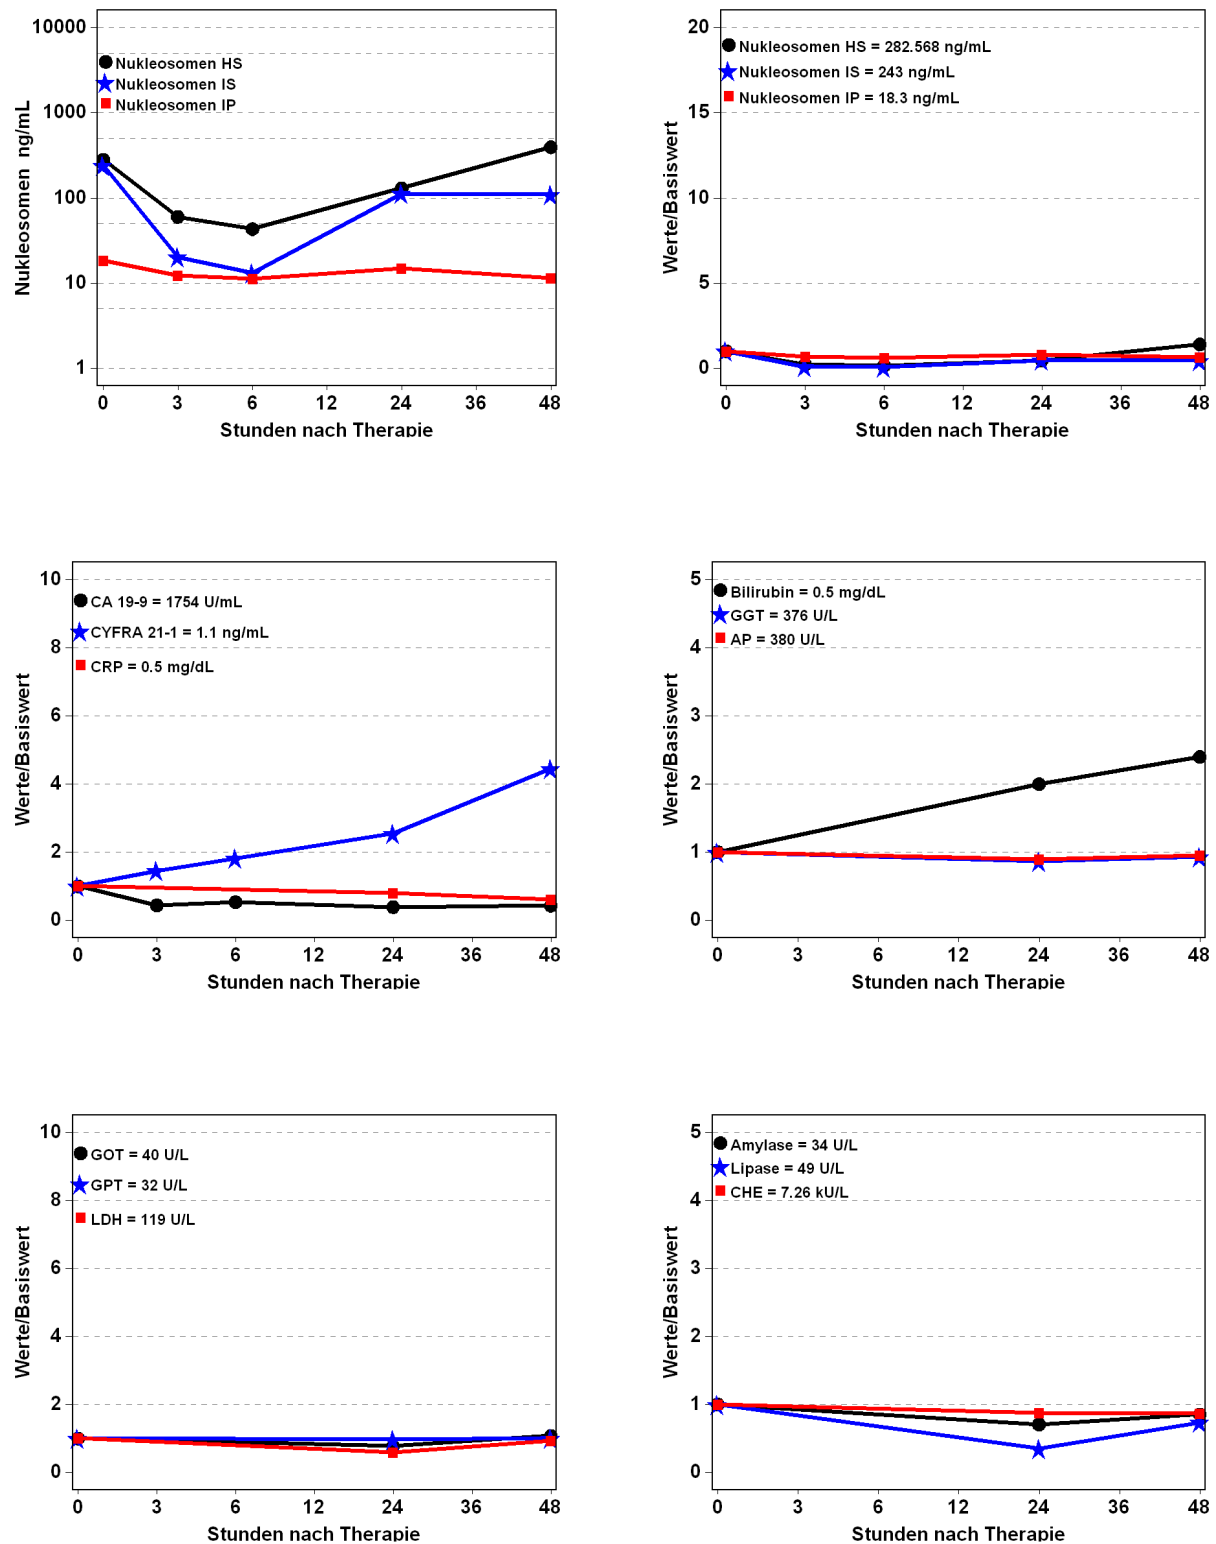 10000
1000
100
10
1
Nukleosomen ng/mL
Nukleosomen HS
Nukleosomen IS
Nukleosomen IP
0 3 6 12 24 36 48
Stunden nach Therapie
20
15
10
5
0
Werte/Basiswert
Nukleosomen HS = 282.568 ng/mL
Nukleosomen IS = 243 ng/mL
Nukleosomen IP = 18.3 ng/mL
0 3 6 12 24 36 48
Stunden nach Therapie
10
8
6
4
2
0
Werte/Basiswert
CA 19-9 = 1754 U/mL
CYFRA 21-1 = 1.1 ng/mL
CRP = 0.5 mg/dL
0 3 6 12 24 36 48
Stunden nach Therapie
5
4
3
2
1
0
Werte/Basiswert
Bilirubin = 0.5 mg/dL
GGT = 376 U/L
AP = 380 U/L
0 3 6 12 24 36 48
Stunden nach Therapie
10
8
6
4
2
0
Werte/Basiswert
GOT = 40 U/L
GPT = 32 U/L
LDH = 119 U/L
0 3 6 12 24 36 48
Stunden nach Therapie
5
4
3
2
1
0
Werte/Basiswert
Amylase = 34 U/L
Lipase = 49 U/L
CHE = 7.26 kU/L
0 3 6 12 24 36 48
Stunden nach Therapie